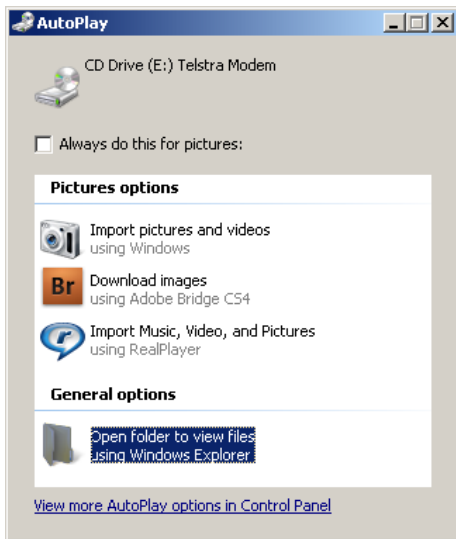 AutoPlay
CD Drive (E:) Telstra Modem
Always do this for pictures:
Pictures options
Import pictures and videos
using Windows
Br
Download images
using Adobe Bridge CS4
Import Music, Video, and Pictures
using RealPlayer
General options
Open folder to view files
using Windows Explorer
View more AutoPlay options in Control Panel